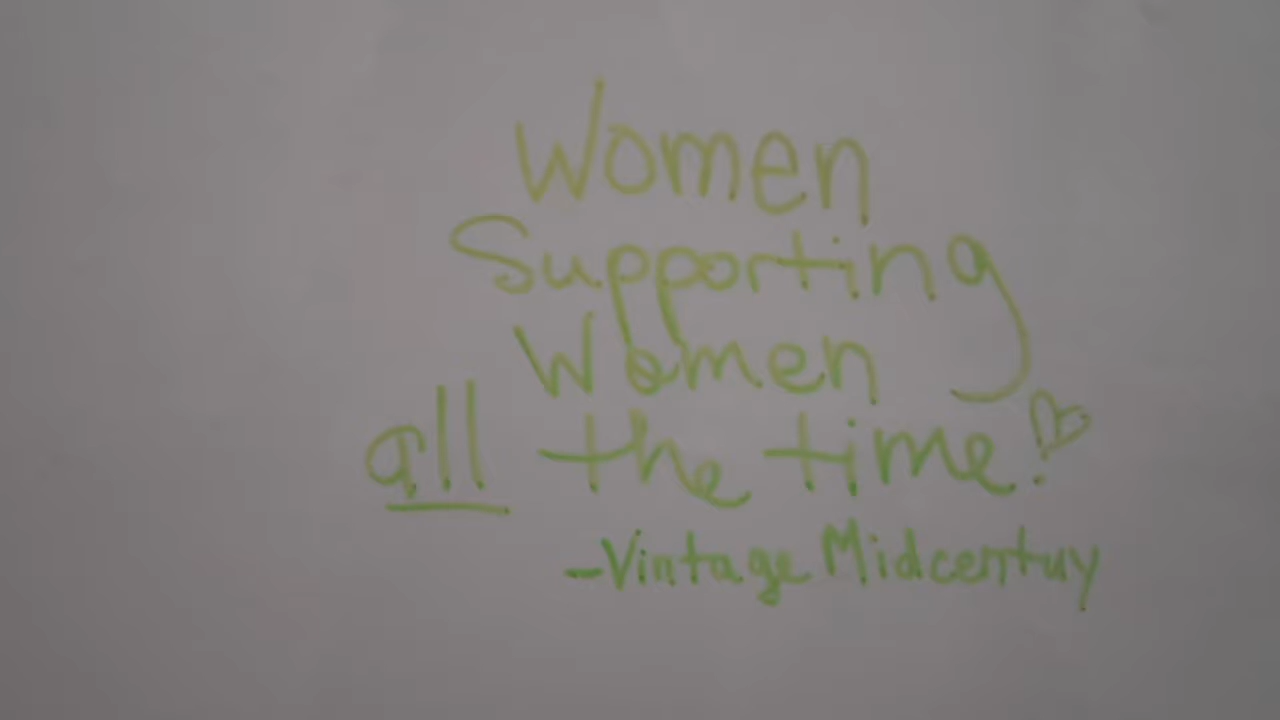 Women
Supporting
Women
all the time!
-Vintage Midcentuy